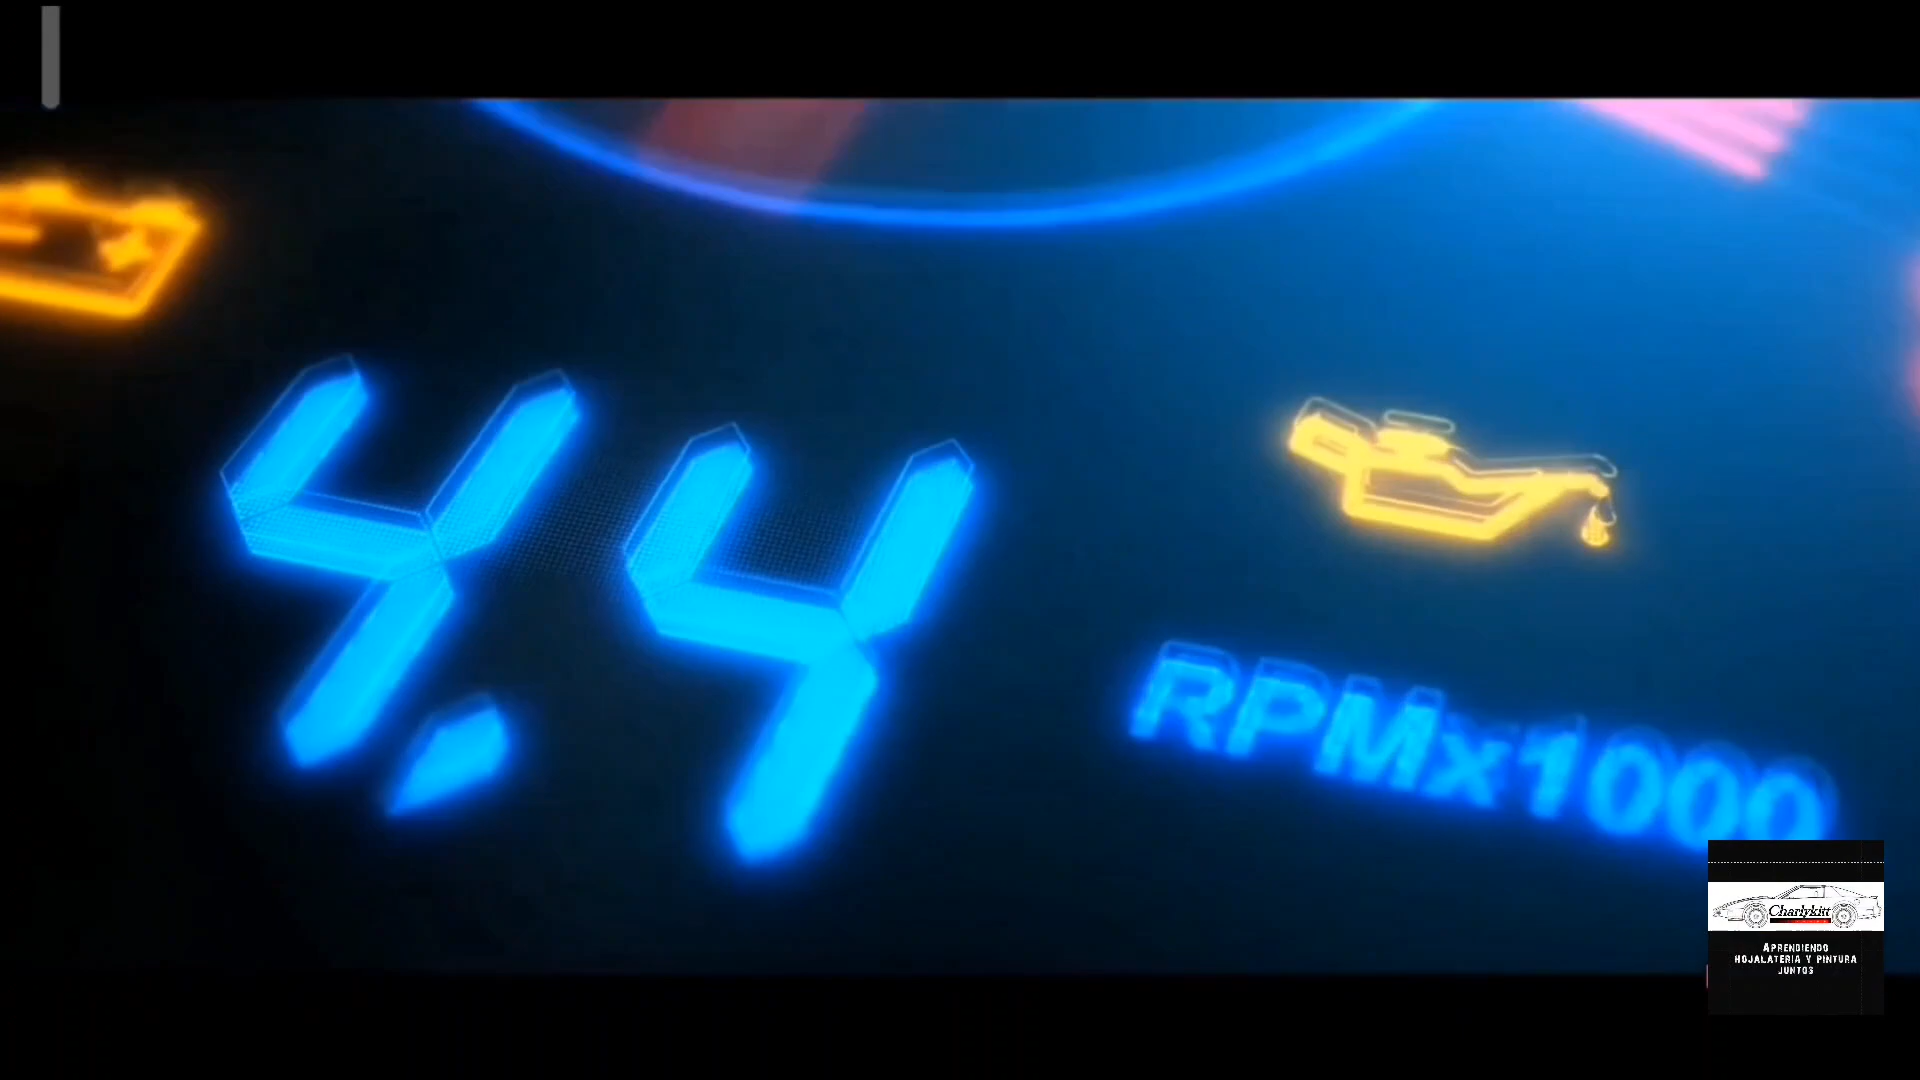 4.4
RPMx1000
Charlykitt
APRENDIENDO
HOJALATERIA Y PINTURA
JUNTOS